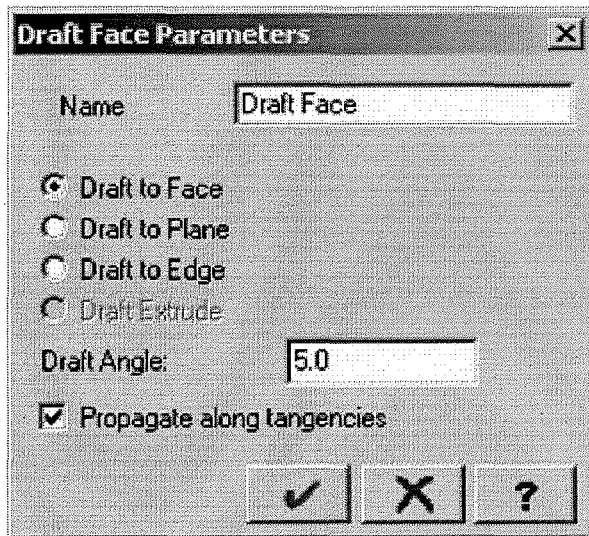 Draft Face Parameters
Name Draft Face
Draft to Face
Draft to Plane
Draft to Edge
Draft Extrude
Draft Angle: 5.0
Propagate along tangencies
?